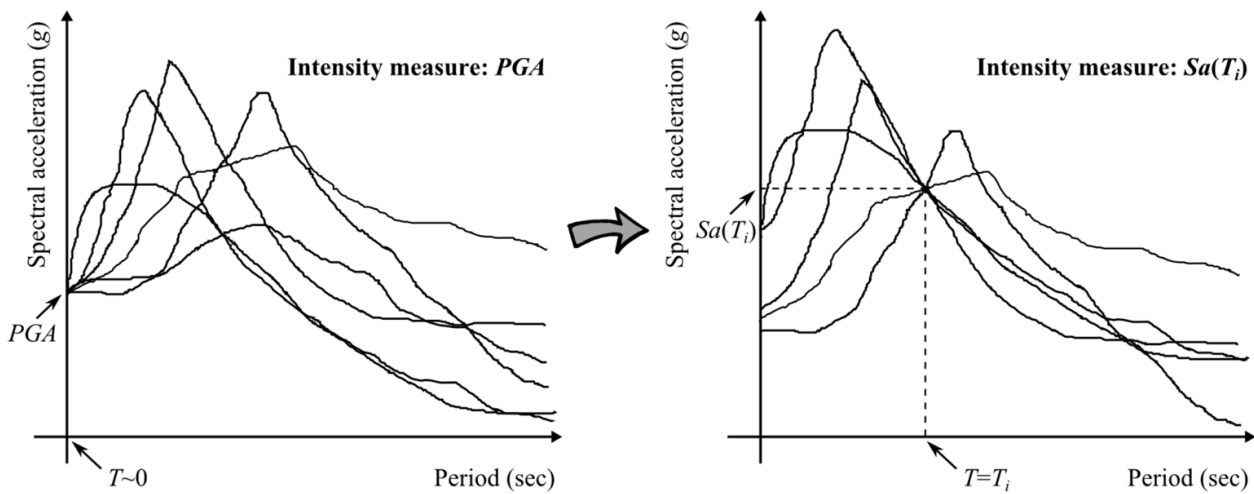 Spectral acceleration (g)
Intensity measure: PGA
PGA
T~0
Period (sec)
Spectral acceleration (g)
Intensity measure: Sa(Tᵢ)
Sa(Tᵢ)
T=Tᵢ
Period (sec)